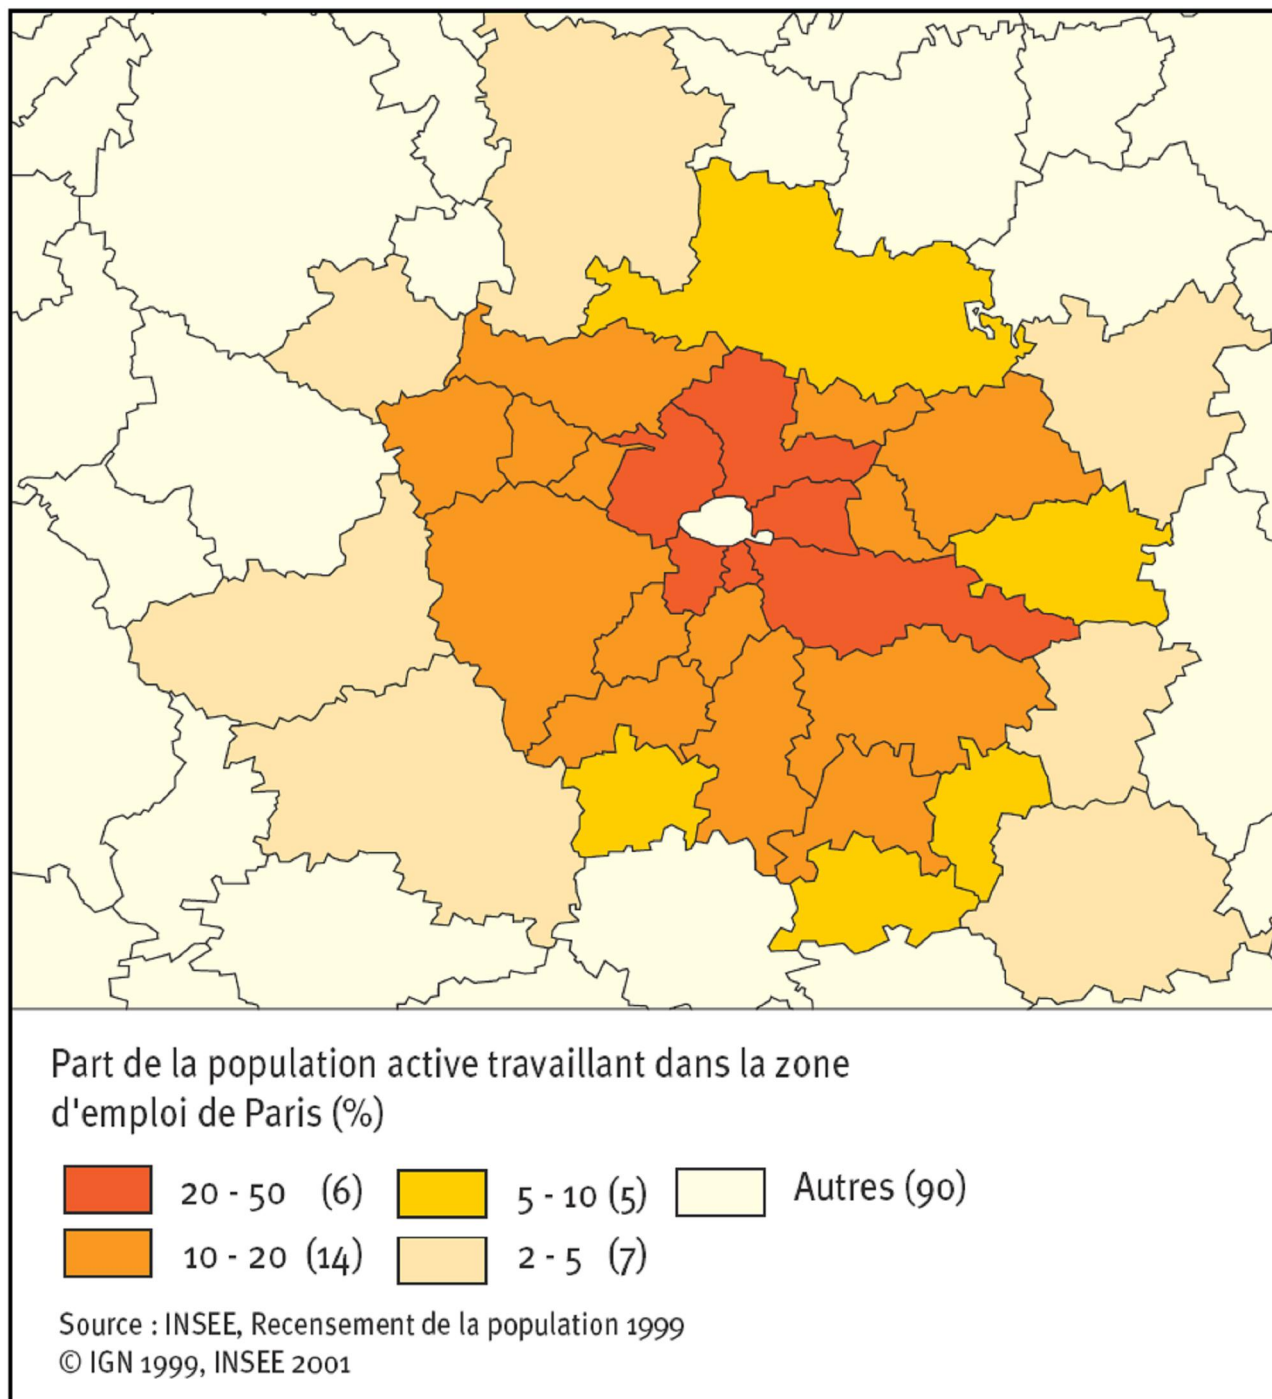 Part de la population active travaillant dans la zone
d'emploi de Paris (%)
20 - 50 (6)
5 - 10 (5)
Autres (90)
10 - 20 (14)
2 - 5 (7)
Source : INSEE, Recensement de la population 1999
© IGN 1999, INSEE 2001